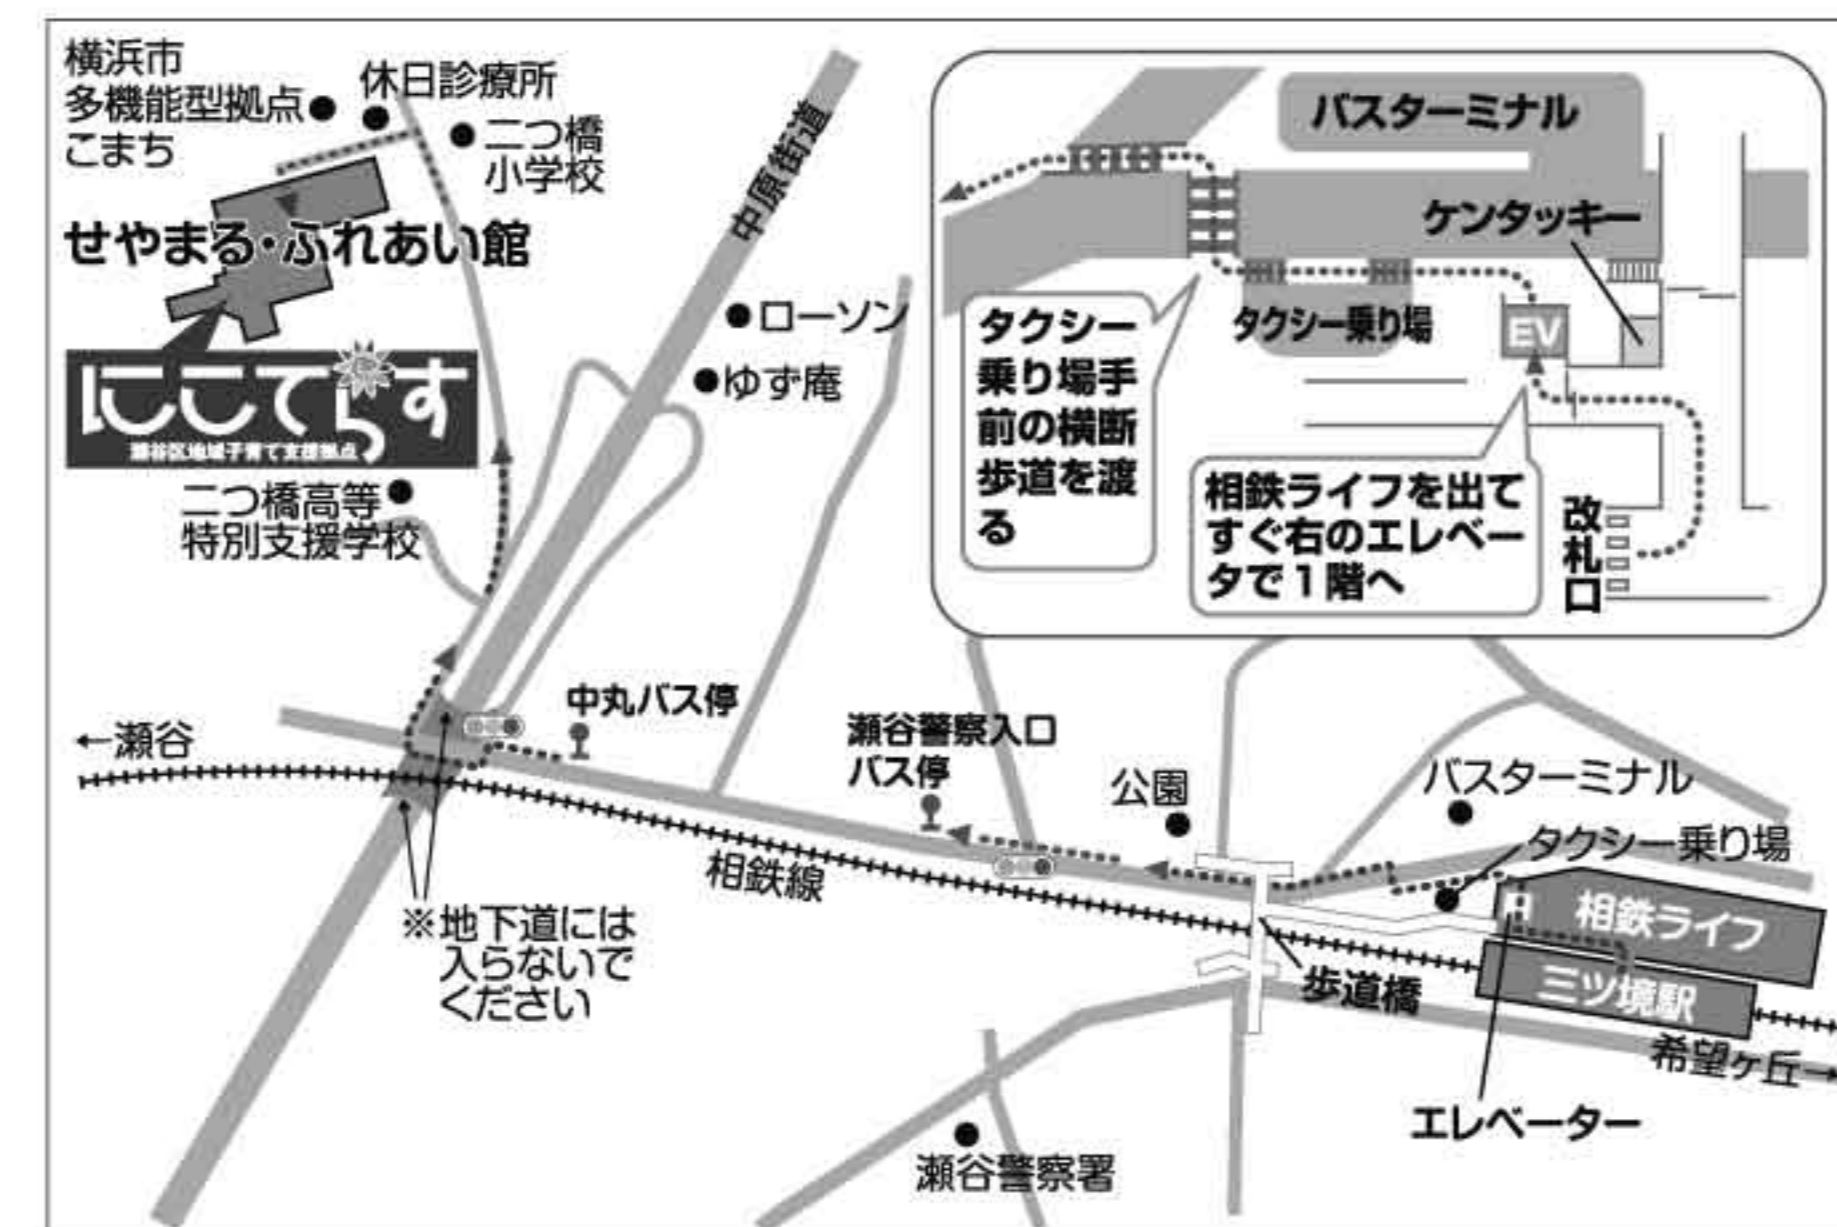 横浜市
多機能型拠点
こまち
休日診療所
二つ橋
小学校
中原街道
せやまる・ふれあい館
にこてらす
瀬谷区地域子育て支援拠点
二つ橋高等
特別支援学校
ローソン
ゆず庵
バスターミナル
ケンタッキー
タクシー乗り場
EV
タクシー
乗り場手
前の横断
歩道を渡
る
相鉄ライフを出て
すぐ右のエレベー
タで1階へ
改札口
←瀬谷
中丸バス停
瀬谷警察入口
バス停
公園
バスターミナル
タクシー乗り場
相鉄線
相鉄ライフ
三ツ境駅
歩道橋
希望ヶ丘→
エレベーター
※地下道には
入らないで
ください
瀬谷警察署